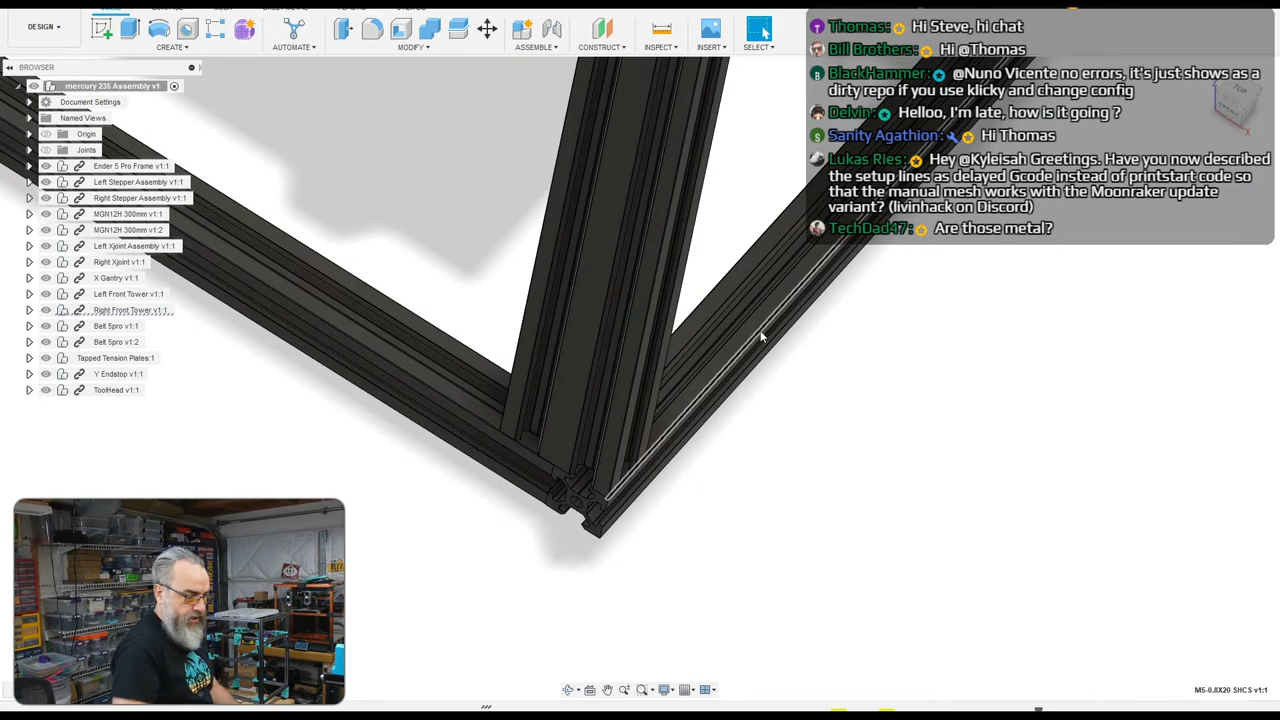 DESIGN
CREATE
AUTOMATE
MODIFY
ASSEMBLE
CONSTRUCT
INSPECT
INSERT
SELECT
BROWSER
mercury 235 Assembly v1
Document Settings
Named Views
Origin
Joints
Ender 5 Pro Frame v1:1
Left Stepper Assembly v1:1
Right Stepper Assembly v1:1
MGN12H 300mm v1:1
MGN12H 300mm v1:2
Left Xjoint Assembly v1:1
Right Xjoint v1:1
X Gantry v1:1
Left Front Tower v1:1
Right Front Tower v1:1
Belt 5pro v1:1
Belt 5pro v1:2
Tapped Tension Plates:1
Y Endstop v1:1
ToolHead v1:1
Thomas: Hi Steve, hi chat
Bill Brothers: Hi @Thomas
BlackHammer: @Nuno Vicente no errors, it's just shows as a
dirty repo if you use klicky and change config
Delvin: Helloo, I'm late, how is it going ?
Sanity Agathion: Hi Thomas
Lukas Ries: Hey @Kyleisah Greetings. Have you now described
the setup lines as delayed Gcode instead of printstart code so
that the manual mesh works with the Moonraker update
variant? (livinhack on Discord)
TechDad47: Are those metal?
TOP
X
M5-0.8X20 SHCS v1:1